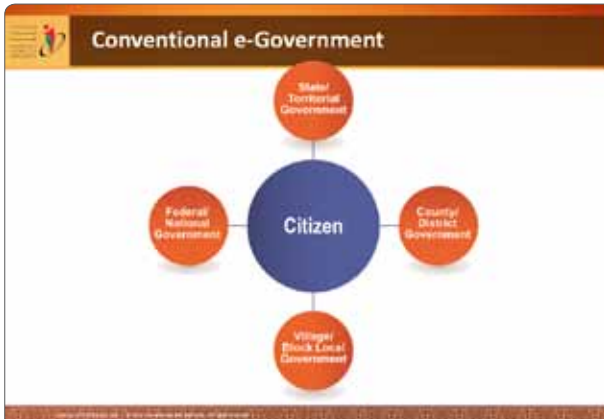 Conventional e-Government
State/
Territorial
Government
Federal/
National
Government
Citizen
County/
District
Government
Village/
Block Local
Government